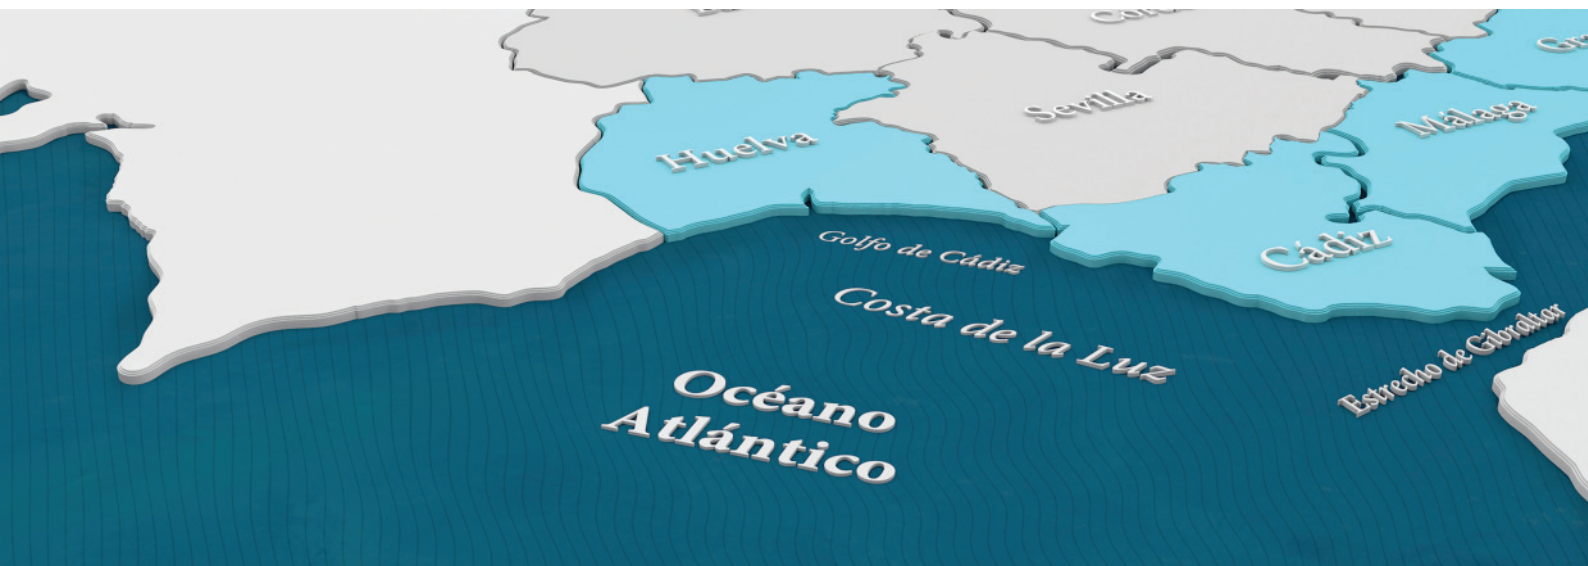 Sevilla
Málaga
Huelva
Cádiz
Golfo de Cádiz
Costa de la Luz
Estrecho de Gibraltar
Océano
Atlántico